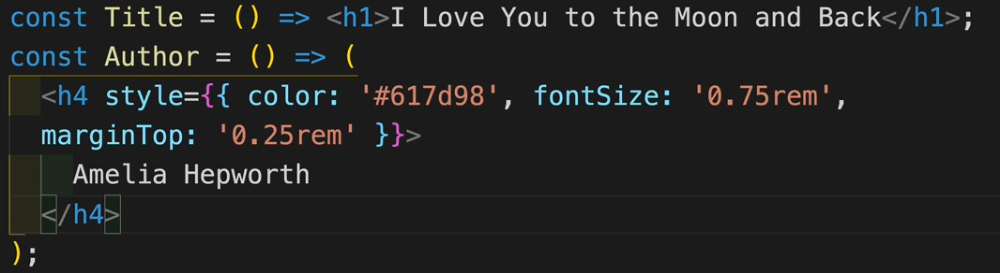 const Title = () => <h1>I Love You to the Moon and Back</h1>;
const Author = () => (
  <h4 style={{ color: '#617d98', fontSize: '0.75rem',
  marginTop: '0.25rem' }}>
    Amelia Hepworth
  </h4>
);